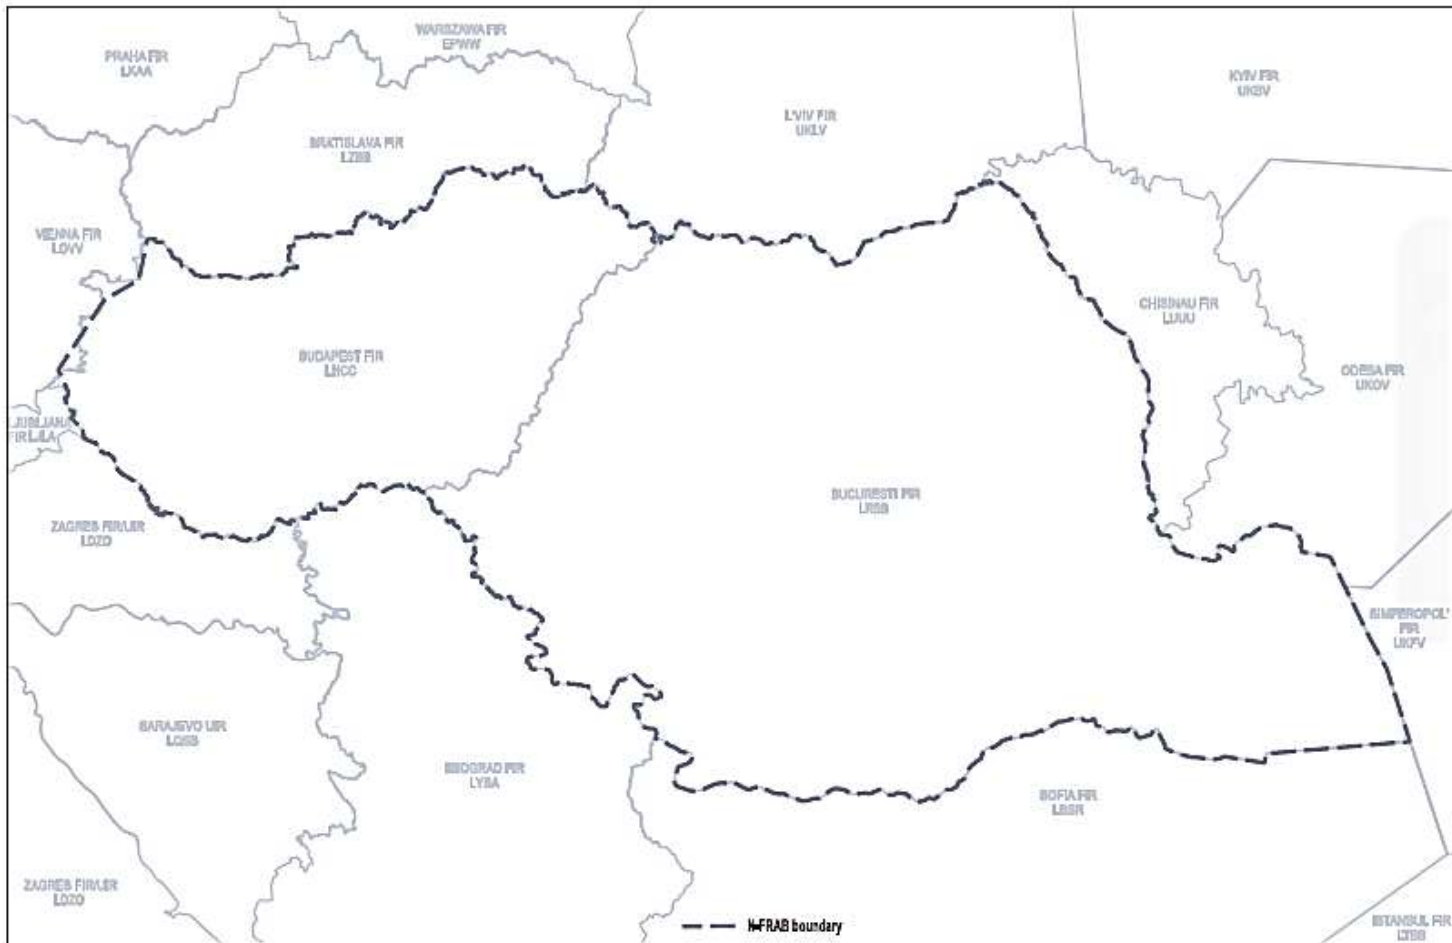 WARSZAWA FIR
EPWW
PRAHA FIR
LKAA
KYIV FIR
UKBV
L'VIV FIR
UKLV
BRATISLAVA FIR
LZBB
VIENNA FIR
LOVV
CHISINAU FIR
LUUU
BUDAPEST FIR
LHCC
ODESA FIR
UKOV
LJUBLJANA
FIR LJLA
BUCURESTI FIR
LRBB
ZAGREB FIR/UIR
LDZO
SIMFEROPOL'
FIR
UKFV
SARAJEVO UIR
LQSB
BEOGRAD FIR
LYBA
SOFIA FIR
LBSR
ZAGREB FIR/UIR
LDZO
N-FRAB boundary
ISTANBUL FIR
LTBB